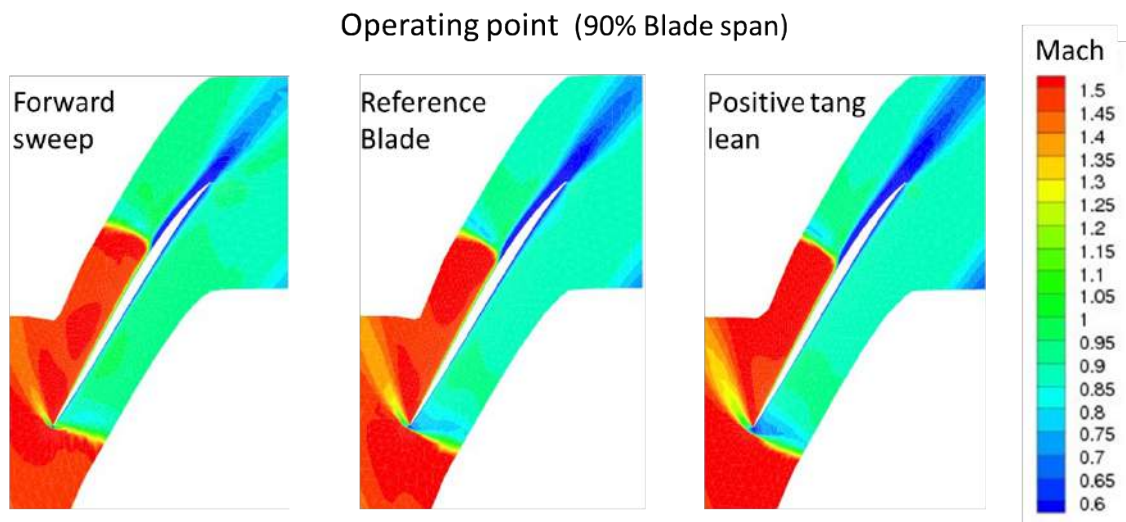 Operating point (90% Blade span)
Forward
sweep
Reference
Blade
Positive tang
lean
Mach
1.5
1.45
1.4
1.35
1.3
1.25
1.2
1.15
1.1
1.05
1
0.95
0.9
0.85
0.8
0.75
0.7
0.65
0.6